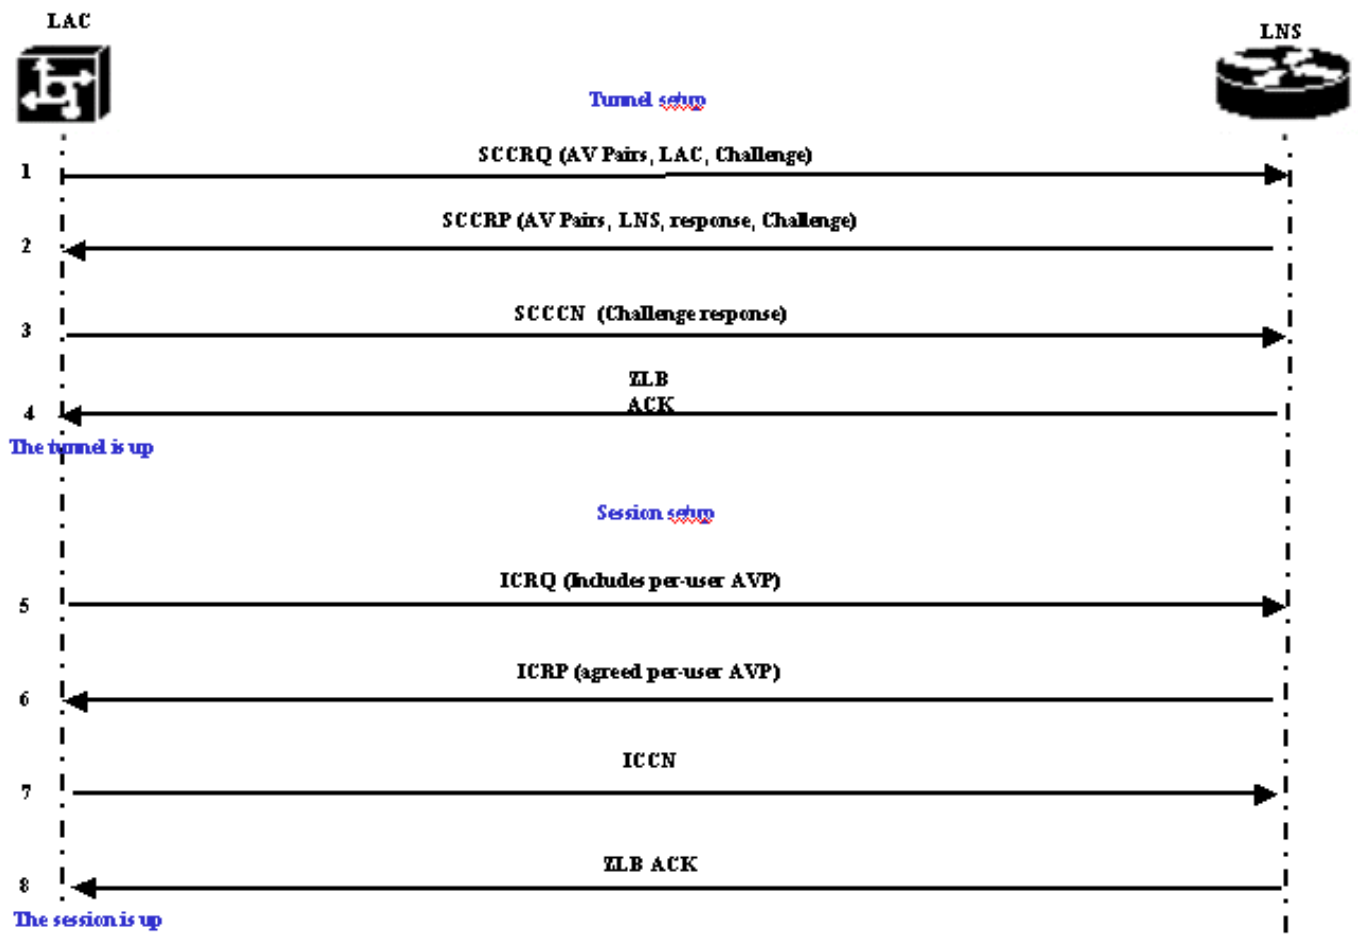 LAC
LNS
Tunnel setup
SCCRQ (AV Pairs, LAC, Challenge)
1
SCCRP (AV Pairs, LNS, response, Challenge)
2
SCCCN (Challenge response)
3
ZLB
ACK
4
The tunnel is up
Session setup
ICRQ (Includes per-user AVP)
5
ICRP (agreed per-user AVP)
6
ICCN
7
ZLB ACK
8
The session is up